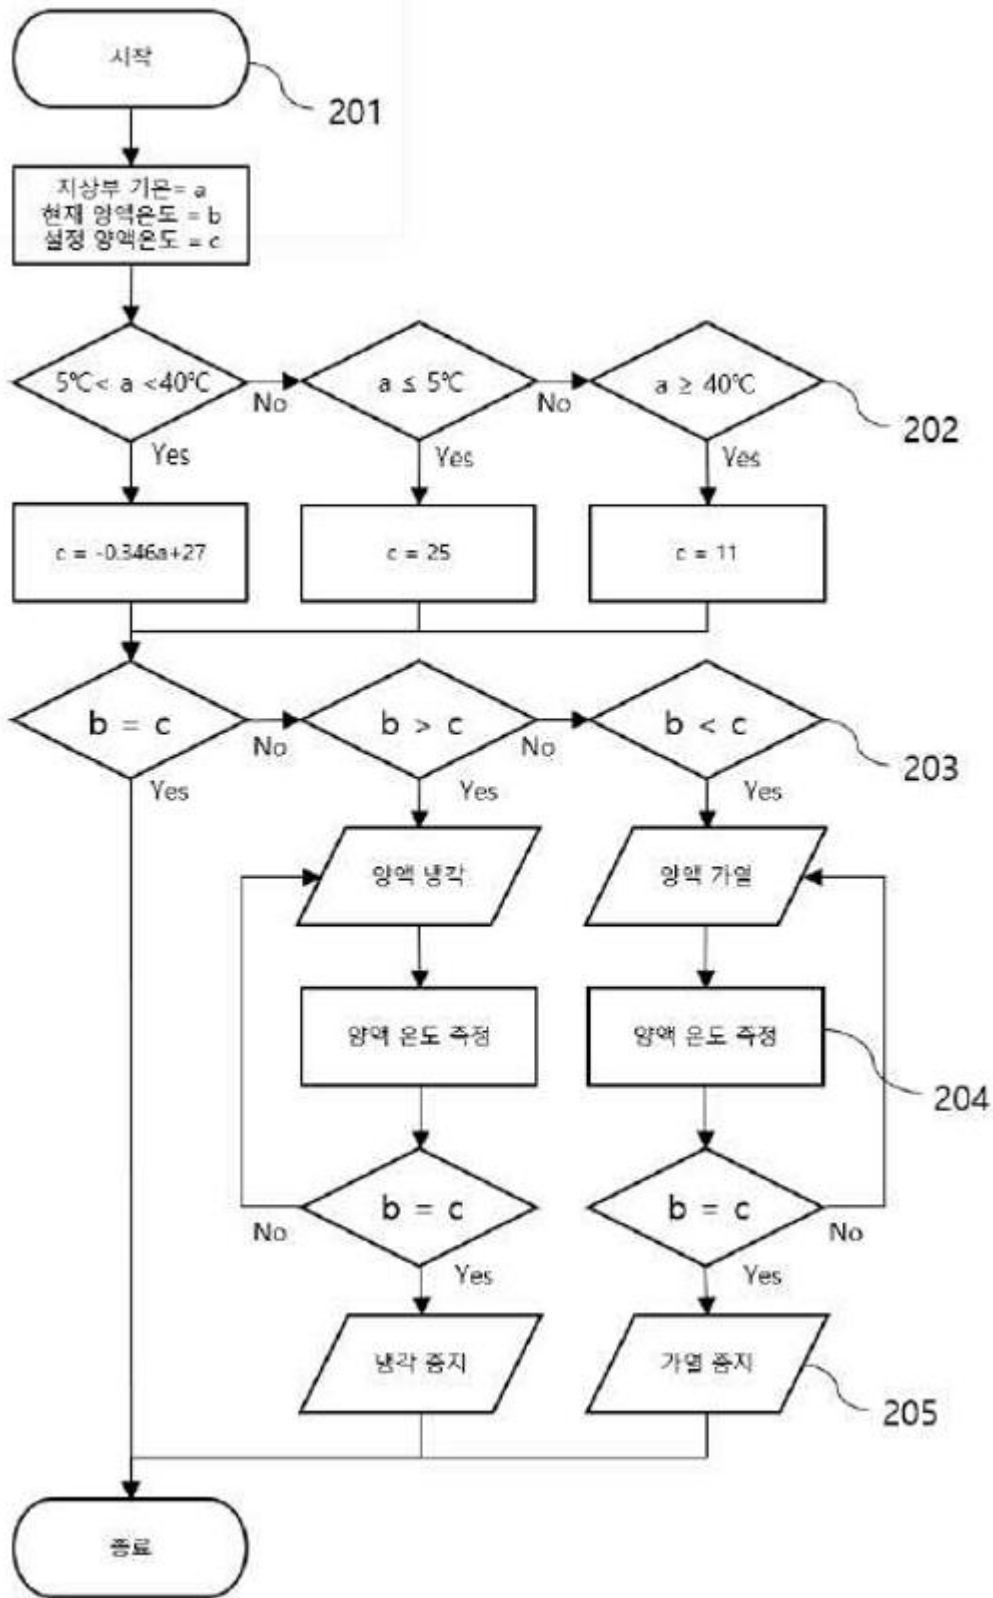 시작
201
지상부 기온= a
현재 양액온도 = b
설정 양액온도 = c
5℃< a <40℃
No
a ≤ 5℃
No
a ≥ 40℃
202
Yes
Yes
Yes
c = -0.346a+27
c = 25
c = 11
b = c
No
b > c
No
b < c
203
Yes
Yes
Yes
양액 냉각
양액 가열
양액 온도 측정
양액 온도 측정
204
b = c
b = c
No
No
Yes
Yes
냉각 중지
가열 중지
205
종료